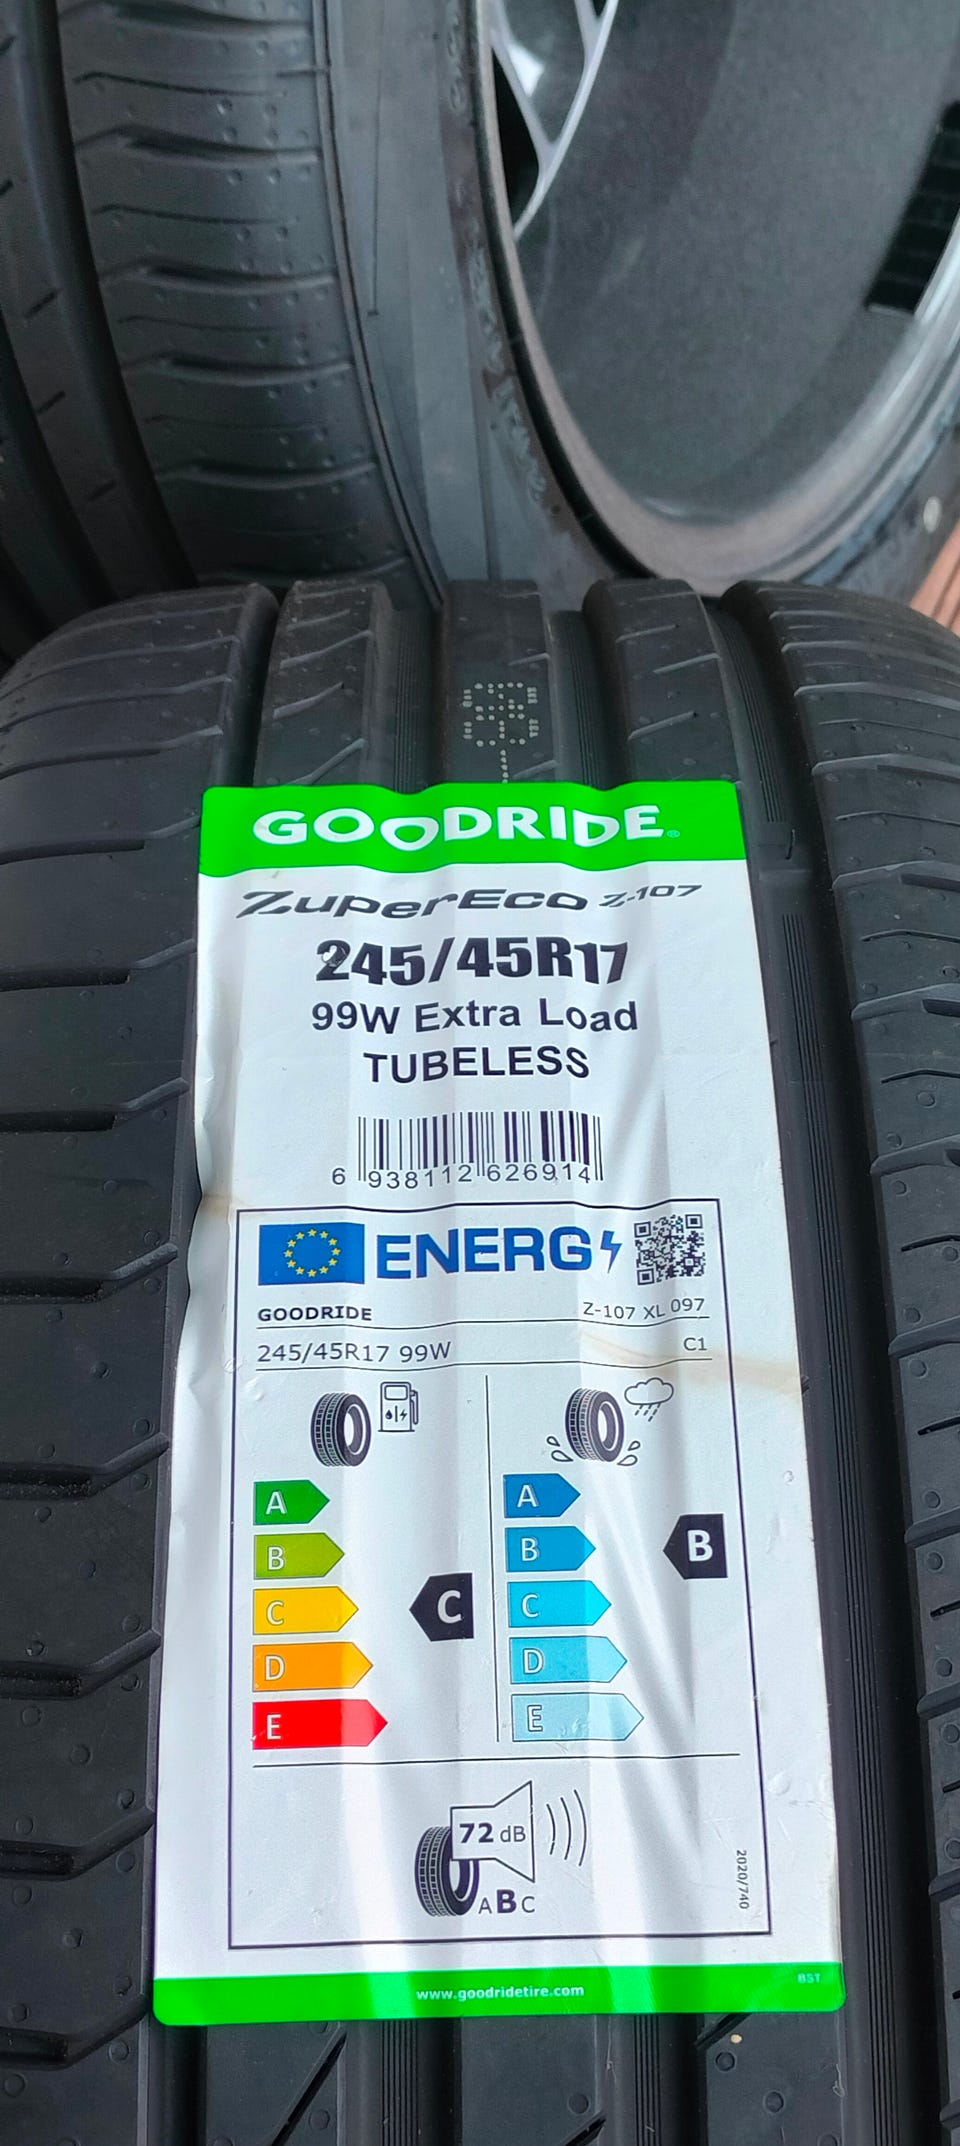 GOODRIDE®
ZuperEco Z-107
245/45R17
99W Extra Load
TUBELESS
6 938112 626914
ENERG
GOODRIDE
Z-107 XL 097
245/45R17 99W
C1
A
B
C
D
E
C
A
B
C
D
E
B
72 dB
ABC
2020/740
www.goodridetire.com
BST